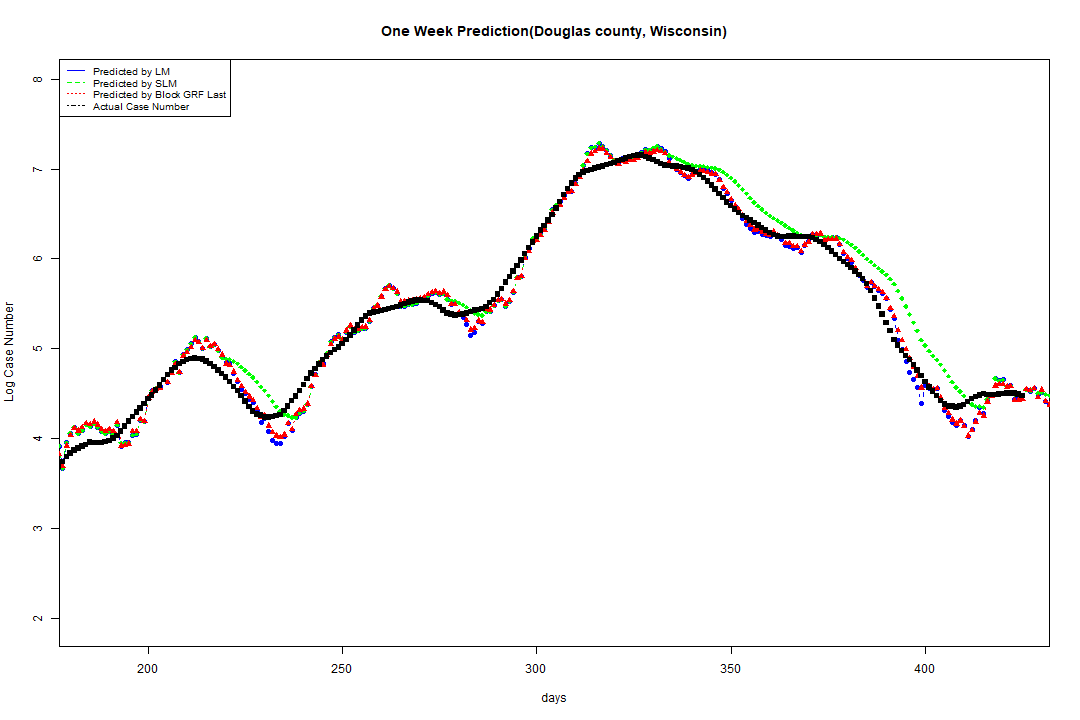 One Week Prediction(Douglas county, Wisconsin)
Predicted by LM
Predicted by SLM
Predicted by Block GRF Last
Actual Case Number
8
7
6
5
4
3
2
Log Case Number
200 250 300 350 400
days